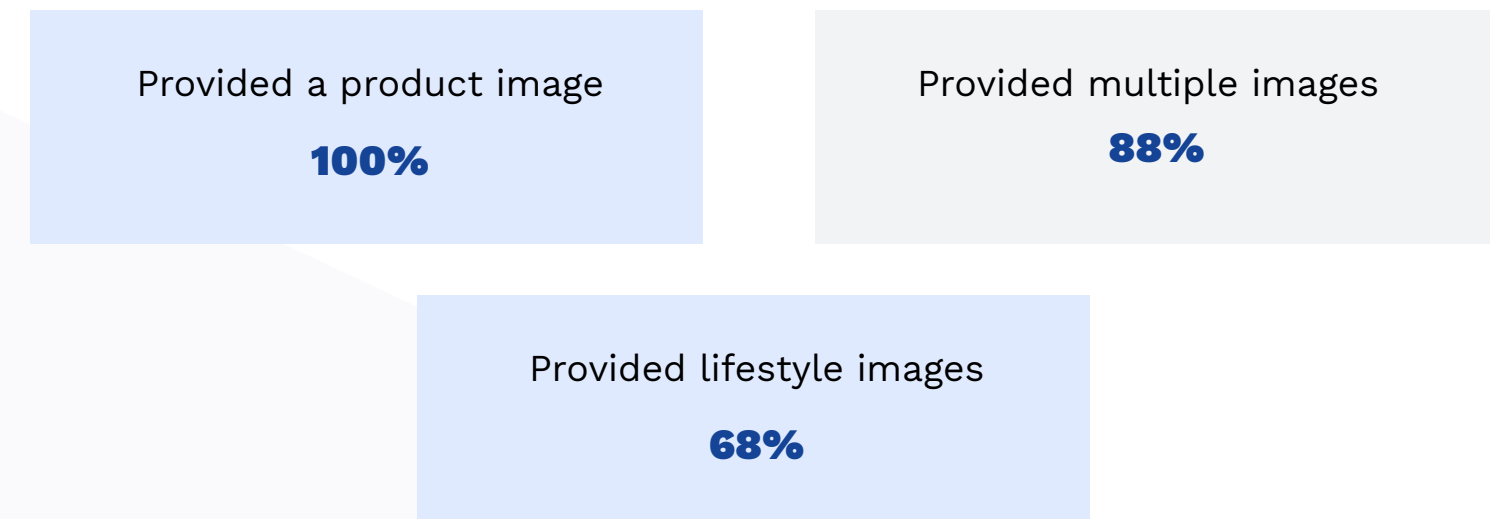 Provided a product image
100%
Provided multiple images
88%
Provided lifestyle images
68%